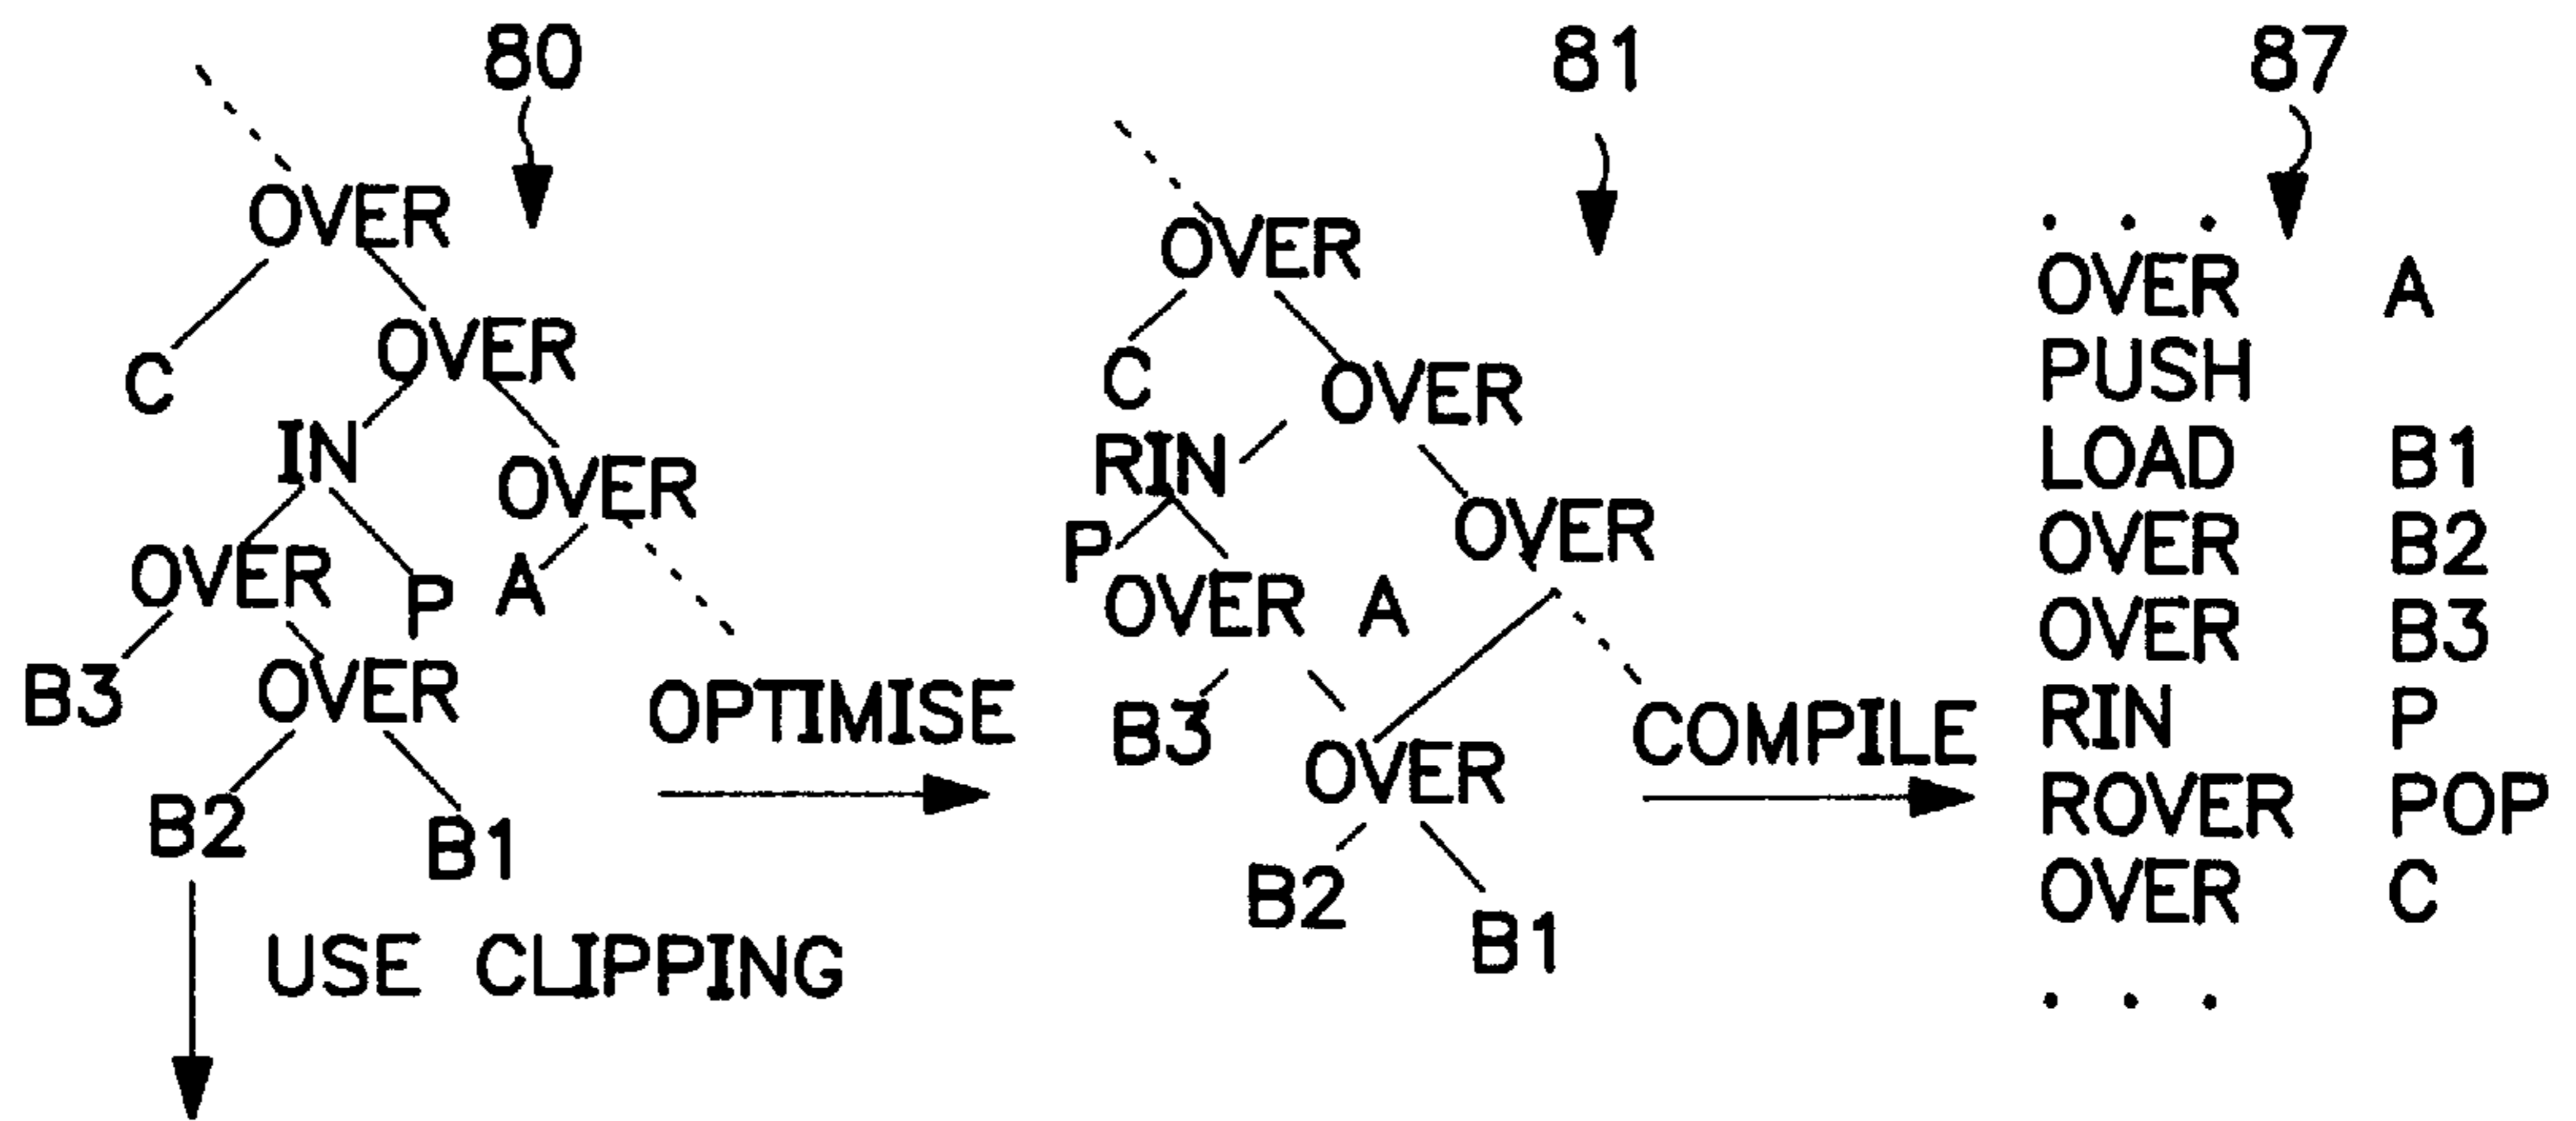 80
OVER
C
OVER
IN
OVER
OVER
P
A
B3
OVER
B2
B1
USE CLIPPING
OPTIMISE
81
OVER
C
OVER
RIN
OVER
P
OVER
A
B3
OVER
B2
B1
COMPILE
87
. . .
OVER A
PUSH
LOAD B1
OVER B2
OVER B3
RIN P
ROVER POP
OVER C
. . .